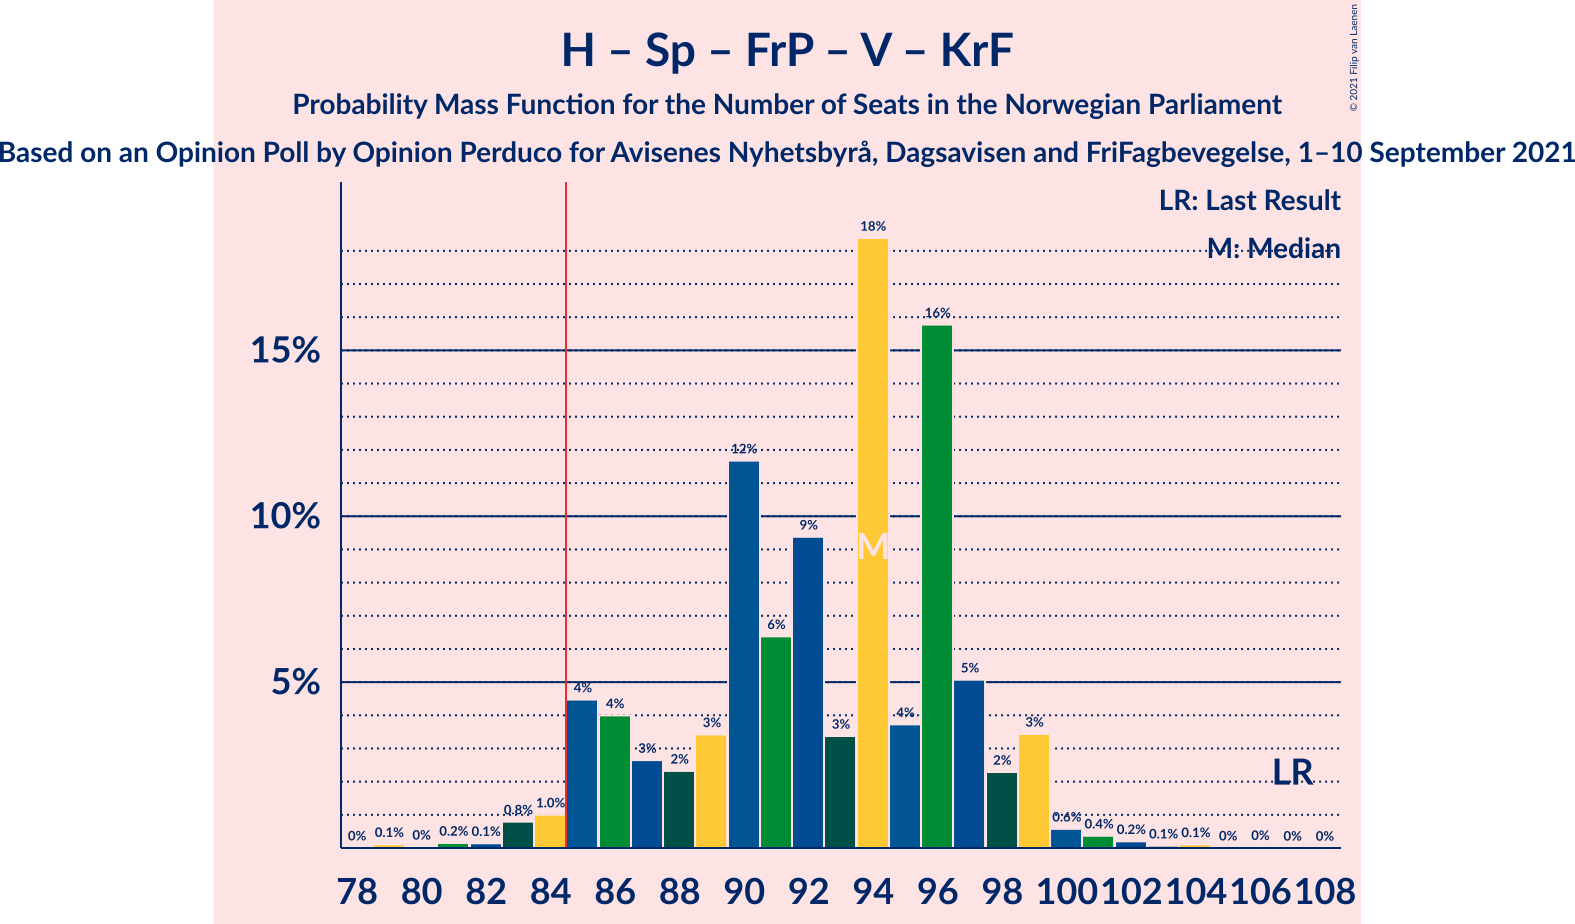 H – Sp – FrP – V – KrF
Probability Mass Function for the Number of Seats in the Norwegian Parliament
Based on an Opinion Poll by Opinion Perduco for Avisenes Nyhetsbyrå, Dagsavisen and FriFagbevegelse, 1–10 September 2021
© 2021 Filip van Laenen
LR: Last Result
M: Median
15%
10%
5%
0% 0.1% 0% 0.2% 0.1% 0.8% 1.0% 4% 4% 3% 2% 3% 12% 6% 9% 3% 18% 4% 16% 5% 2% 3% 0.6% 0.4% 0.2% 0.1% 0.1% 0% 0% 0% 0%
M
LR
78 80 82 84 86 88 90 92 94 96 98 100 102 104 106 108